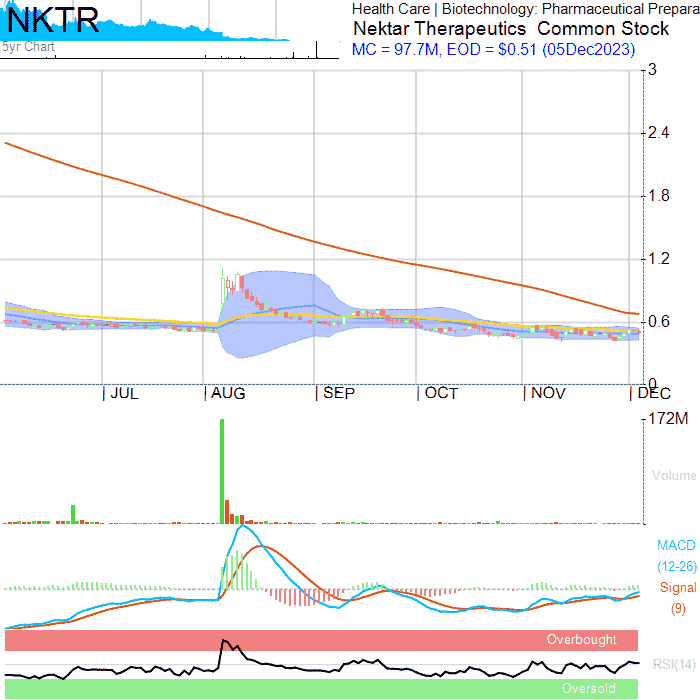 NKTR
5yr Chart
Health Care | Biotechnology: Pharmaceutical Prepara
Nektar Therapeutics Common Stock
MC = 97.7M, EOD = $0.51 (05Dec2023)
3
2.4
1.8
1.2
0.6
0
JUL AUG SEP OCT NOV DEC
172M
Volume
MACD
(12-26)
Signal
(9)
Overbought
RSI(14)
Oversold